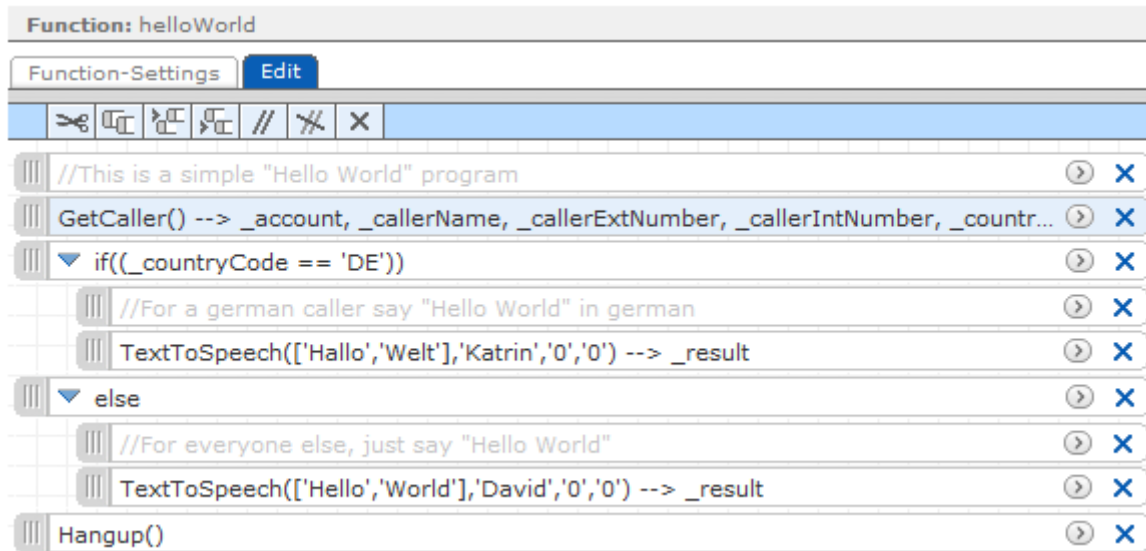 Function: helloWorld
Function-Settings Edit
//This is a simple "Hello World" program
GetCaller() --> _account, _callerName, _callerExtNumber, _callerIntNumber, _countr...
if((_countryCode == 'DE'))
//For a german caller say "Hello World" in german
TextToSpeech(['Hallo','Welt'],'Katrin','0','0') --> _result
else
//For everyone else, just say "Hello World"
TextToSpeech(['Hello','World'],'David','0','0') --> _result
Hangup()